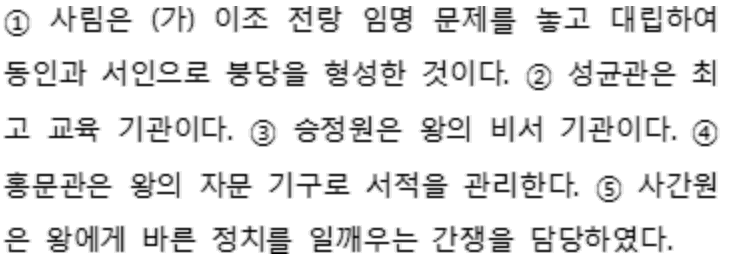 ① 사림은 (가) 이조 전랑 임명 문제를 놓고 대립하여
동인과 서인으로 붕당을 형성한 것이다. ② 성균관은 최
고 교육 기관이다. ③ 승정원은 왕의 비서 기관이다. ④
홍문관은 왕의 자문 기구로 서적을 관리한다. ⑤ 사간원
은 왕에게 바른 정치를 일깨우는 간쟁을 담당하였다.